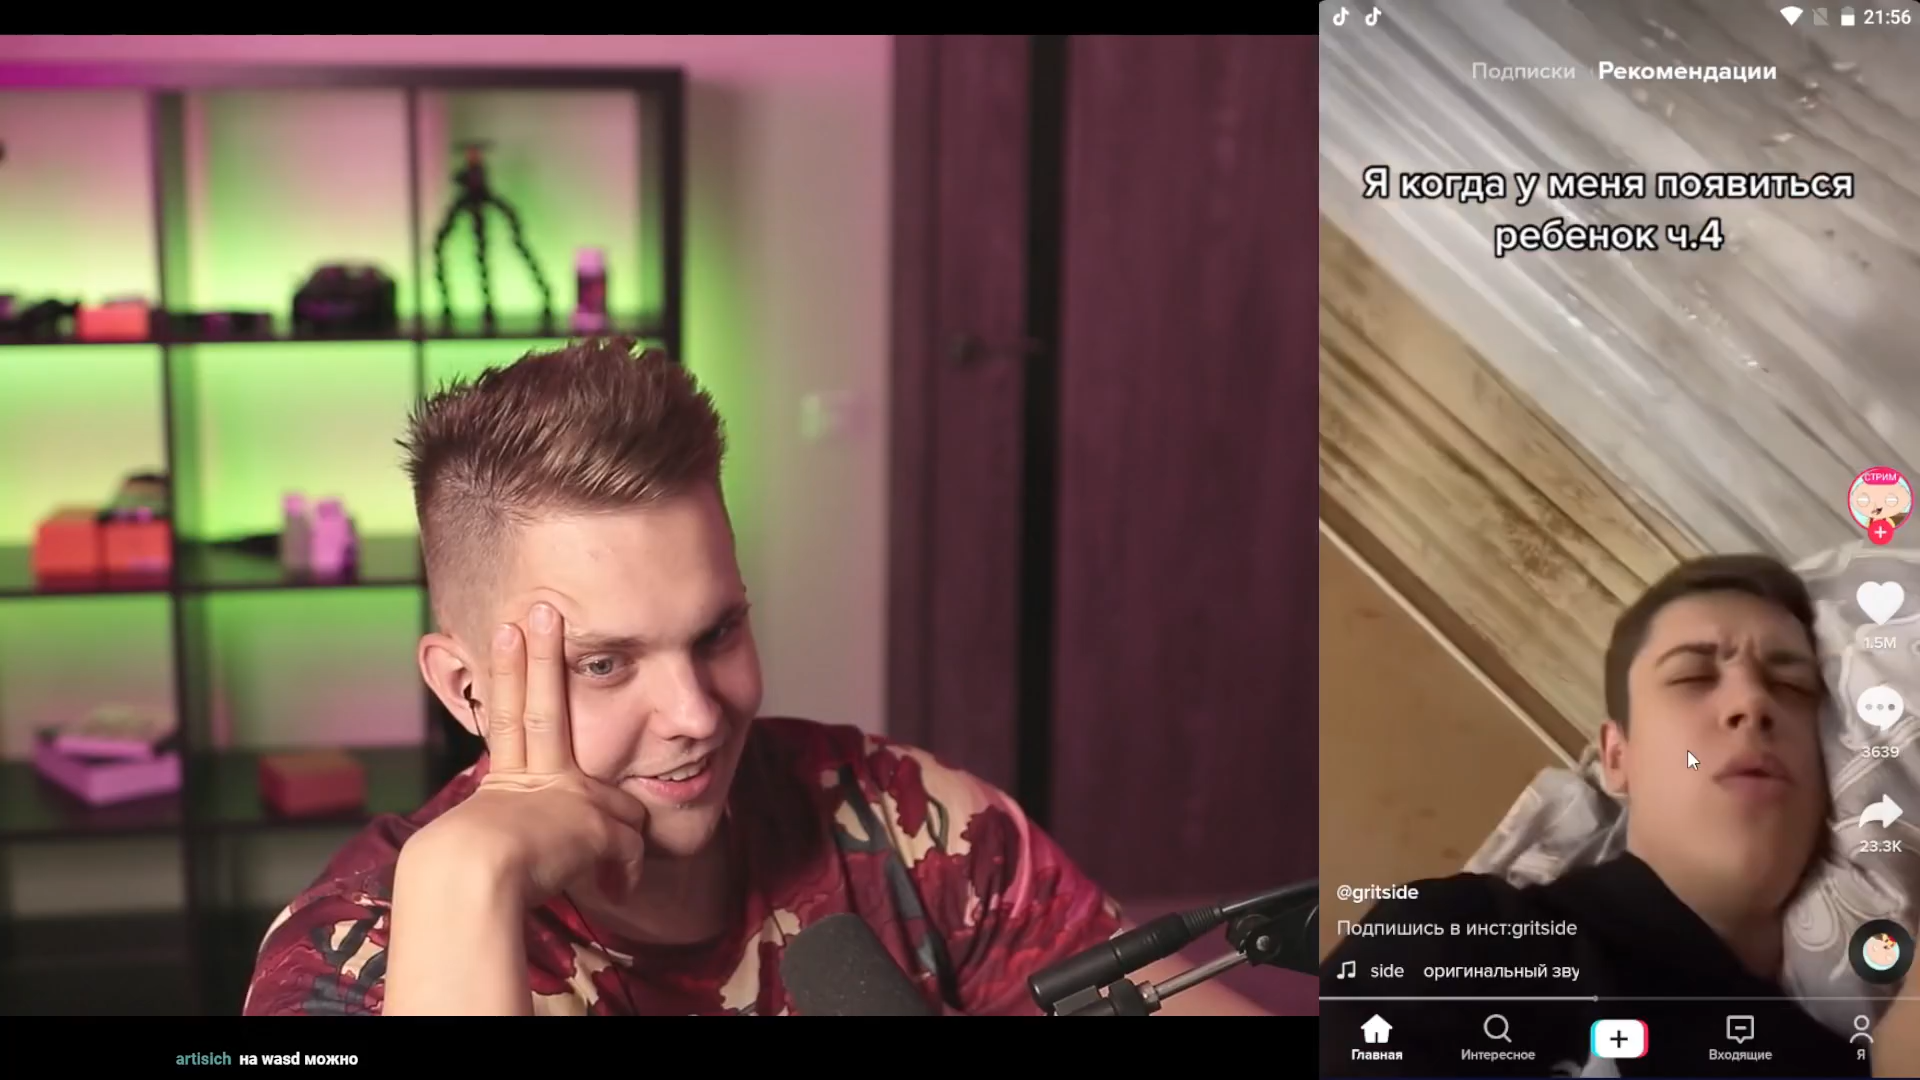 21:56
Подписки Рекомендации
Я когда у меня появиться
ребенок ч.4
СТРИМ
1.5M
3639
23.3K
@gritside
Подпишись в инст:gritside
side оригинальный зву
Главная
Интересное
Входящие
Я
artisich на wasd можно